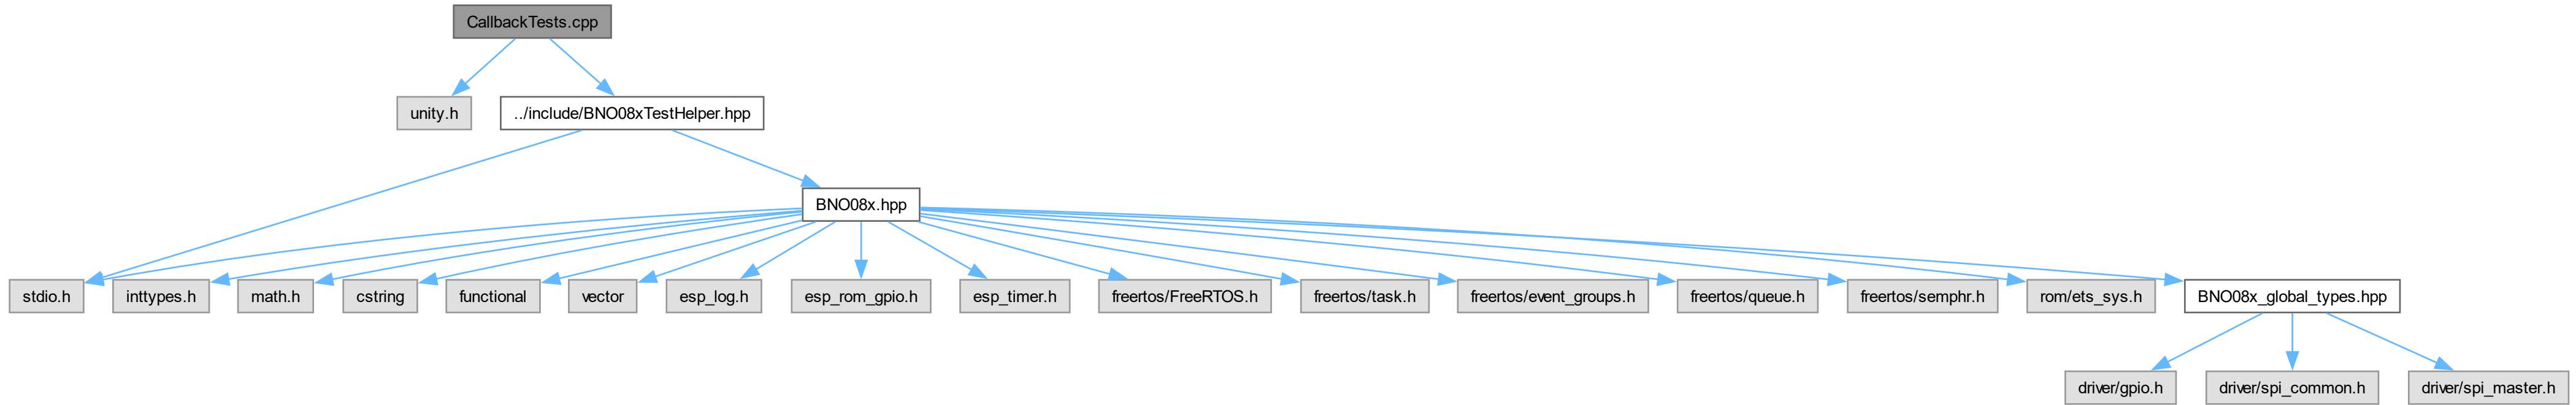 CallbackTests.cpp
unity.h
../include/BNO08xTestHelper.hpp
BNO08x.hpp
stdio.h
inttypes.h
math.h
cstring
functional
vector
esp_log.h
esp_rom_gpio.h
esp_timer.h
freertos/FreeRTOS.h
freertos/task.h
freertos/event_groups.h
freertos/queue.h
freertos/semphr.h
rom/ets_sys.h
BNO08x_global_types.hpp
driver/gpio.h
driver/spi_common.h
driver/spi_master.h